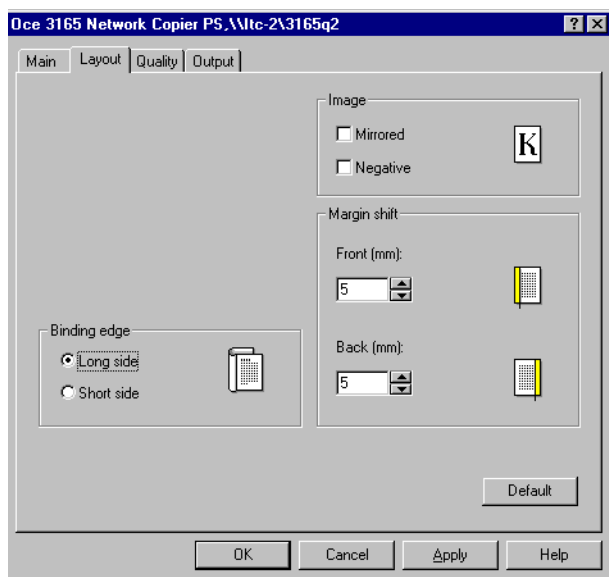 Oce 3165 Network Copier PS,\\ltc-2\3165q2
Main Layout Quality Output
Image
Mirrored
Negative
K
Margin shift
Front (mm):
5
Binding edge
Long side
Short side
Back (mm):
5
Default
OK Cancel Apply Help